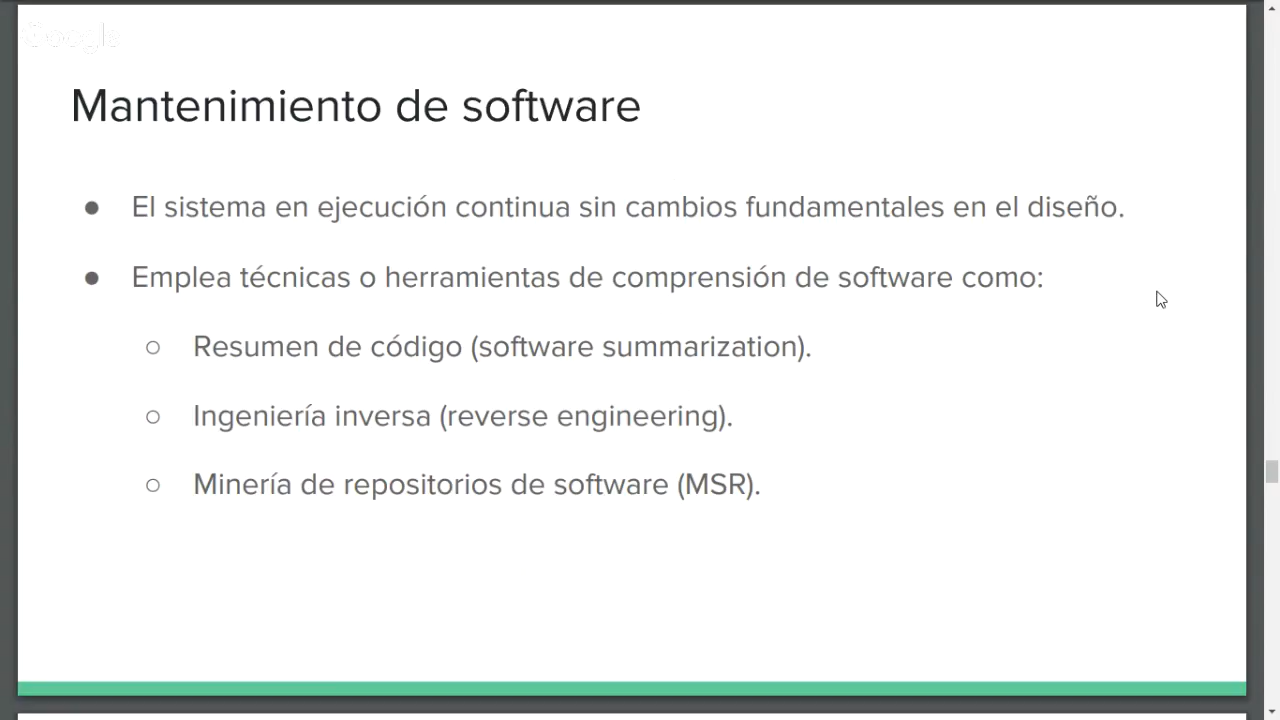 Google
Mantenimiento de software
● El sistema en ejecución continua sin cambios fundamentales en el diseño.
● Emplea técnicas o herramientas de comprensión de software como:
○ Resumen de código (software summarization).
○ Ingeniería inversa (reverse engineering).
○ Minería de repositorios de software (MSR).